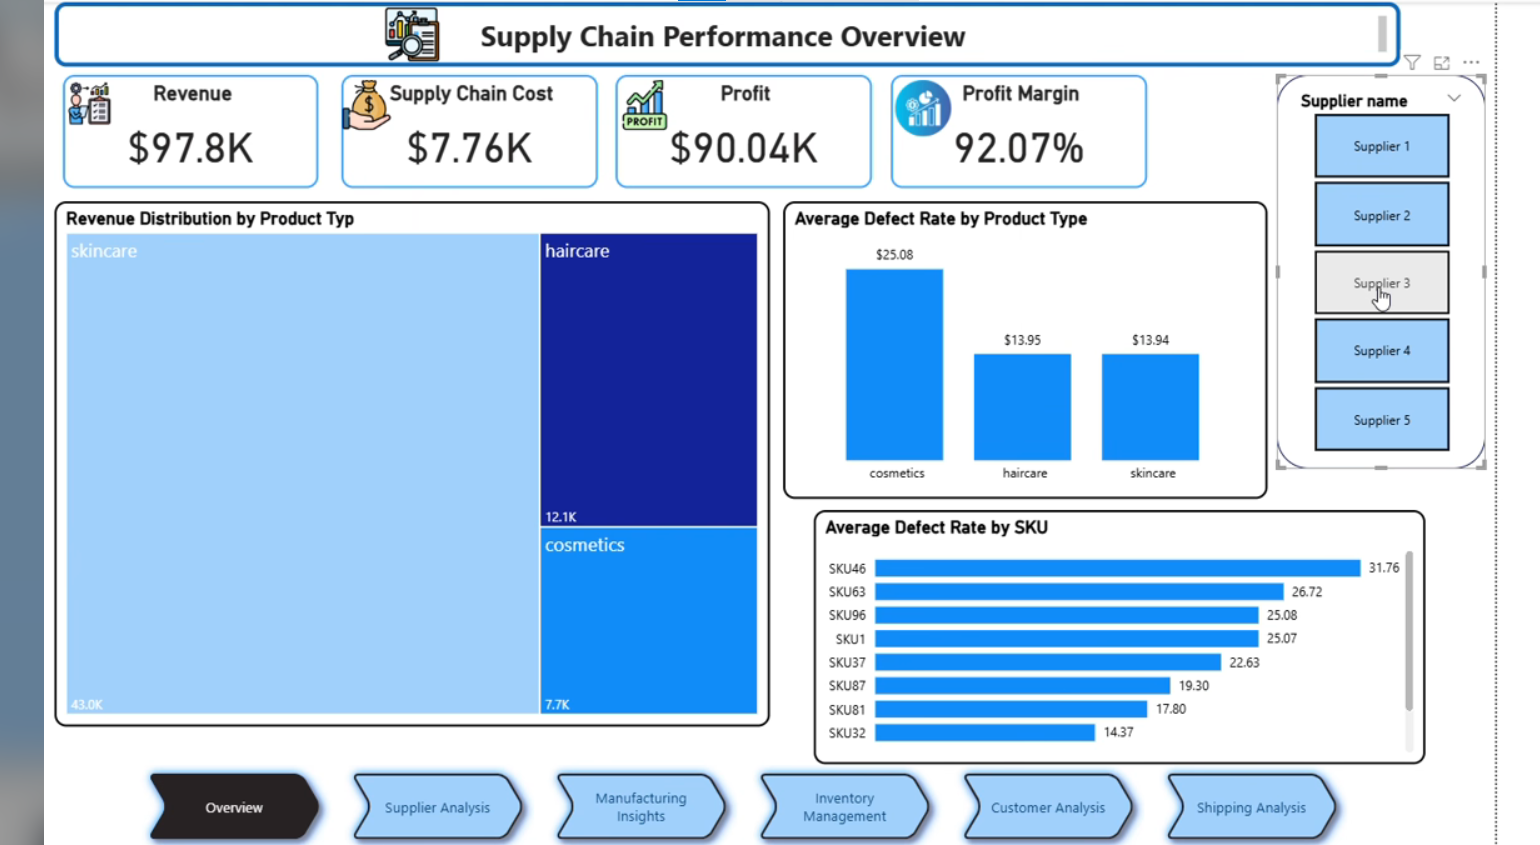 Supply Chain Performance Overview
Revenue
$97.8K
Supply Chain Cost
$7.76K
PROFIT
Profit
$90.04K
Profit Margin
92.07%
Supplier name
Supplier 1
Supplier 2
Supplier 3
Supplier 4
Supplier 5
Revenue Distribution by Product Typ
skincare
43.0K
haircare
12.1K
cosmetics
7.7K
Average Defect Rate by Product Type
$25.08
$13.95
$13.94
cosmetics
haircare
skincare
Average Defect Rate by SKU
SKU46 31.76
SKU63 26.72
SKU96 25.08
SKU1 25.07
SKU37 22.63
SKU87 19.30
SKU81 17.80
SKU32 14.37
Overview
Supplier Analysis
Manufacturing
Insights
Inventory
Management
Customer Analysis
Shipping Analysis